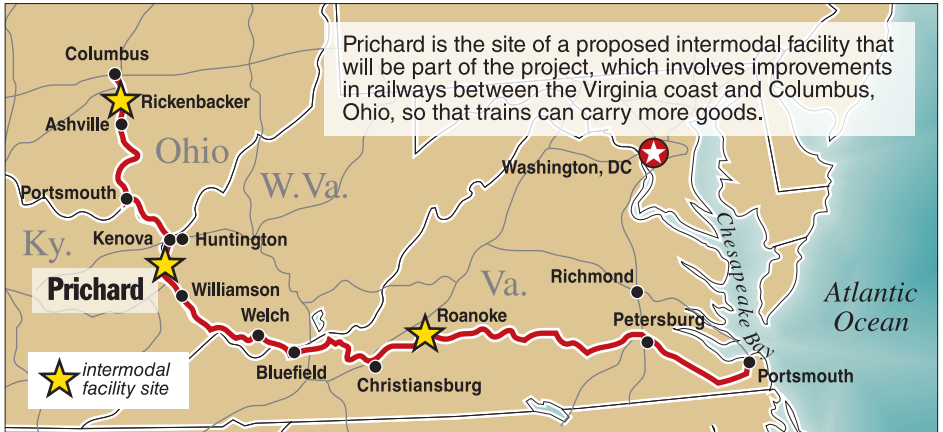 Prichard is the site of a proposed intermodal facility that
will be part of the project, which involves improvements
in railways between the Virginia coast and Columbus,
Ohio, so that trains can carry more goods.
Columbus
Rickenbacker
Ashville
Ohio
Washington, DC
W.Va.
Portsmouth
Ky.
Kenova
Huntington
Chesapeake Bay
Prichard
Williamson
Va.
Richmond
Atlantic
Ocean
Welch
Roanoke
Petersburg
Bluefield
Christiansburg
Portsmouth
intermodal
facility site